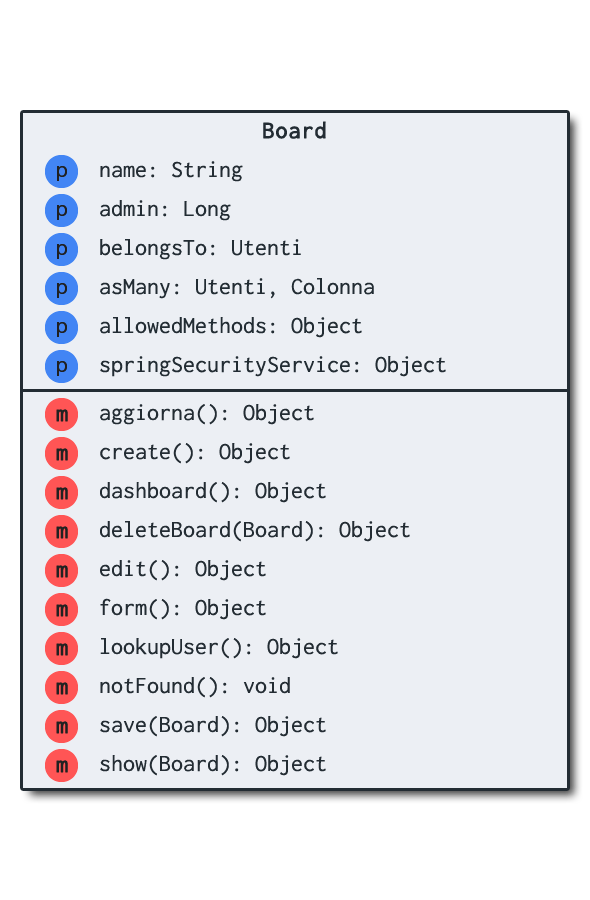 Board
p name: String
p admin: Long
p belongsTo: Utenti
p asMany: Utenti, Colonna
p allowedMethods: Object
p springSecurityService: Object
m aggiorna(): Object
m create(): Object
m dashboard(): Object
m deleteBoard(Board): Object
m edit(): Object
m form(): Object
m lookupUser(): Object
m notFound(): void
m save(Board): Object
m show(Board): Object